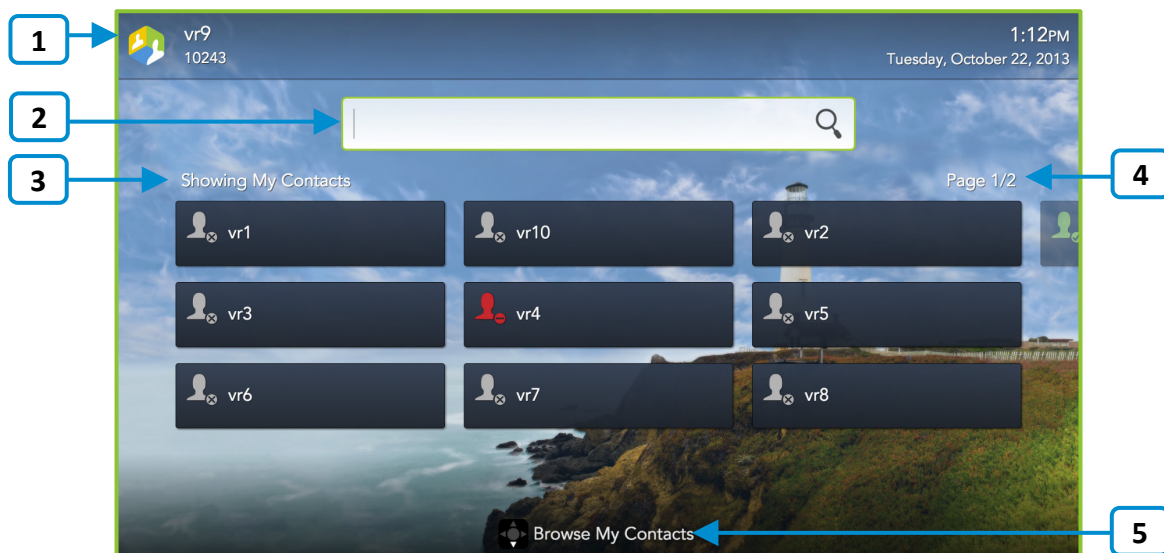 1
vr9
10243
1:12PM
Tuesday, October 22, 2013
2
3
Showing My Contacts
Page 1/2
4
vr1
vr10
vr2
vr3
vr4
vr5
vr6
vr7
vr8
Browse My Contacts
5